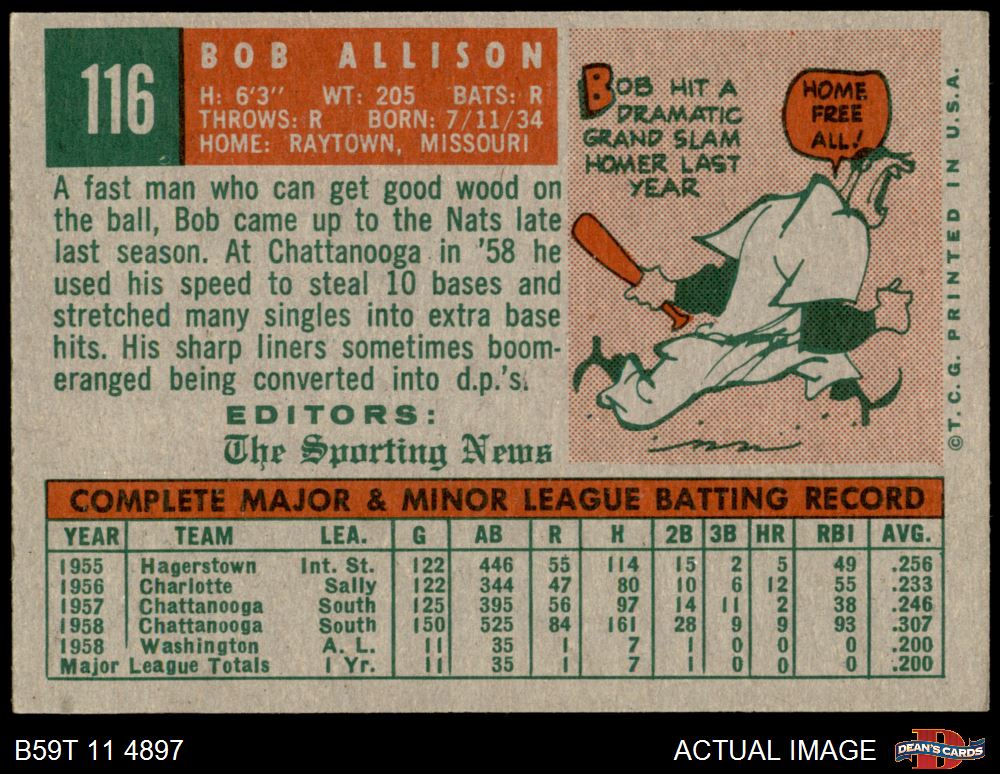 116
BOB ALLISON
H: 6'3" WT: 205 BATS: R
THROWS: R BORN: 7/11/34
HOME: RAYTOWN, MISSOURI
A fast man who can get good wood on
the ball, Bob came up to the Nats late
last season. At Chattanooga in '58 he
used his speed to steal 10 bases and
stretched many singles into extra base
hits. His sharp liners sometimes boom-
eranged being converted into d.p.'s.
EDITORS:
The Sporting News
BOB HIT A
DRAMATIC
GRAND SLAM
HOMER LAST
YEAR
HOME
FREE
ALL!
©T. C. G. PRINTED IN U.S.A.
COMPLETE MAJOR & MINOR LEAGUE BATTING RECORD
YEAR TEAM LEA. G AB R H 2B 3B HR RBI AVG.
1955 Hagerstown Int. St. 122 446 55 114 15 2 5 49 .256
1956 Charlotte Sally 122 344 47 80 10 6 12 55 .233
1957 Chattanooga South 125 395 56 97 14 11 2 38 .246
1958 Chattanooga South 150 525 84 161 28 9 9 93 .307
1958 Washington A. L. 11 35 1 7 1 0 0 0 .200
Major League Totals 1 Yr. 11 35 1 7 1 0 0 0 .200
B59T 11 4897
ACTUAL IMAGE
DEAN'S CARDS